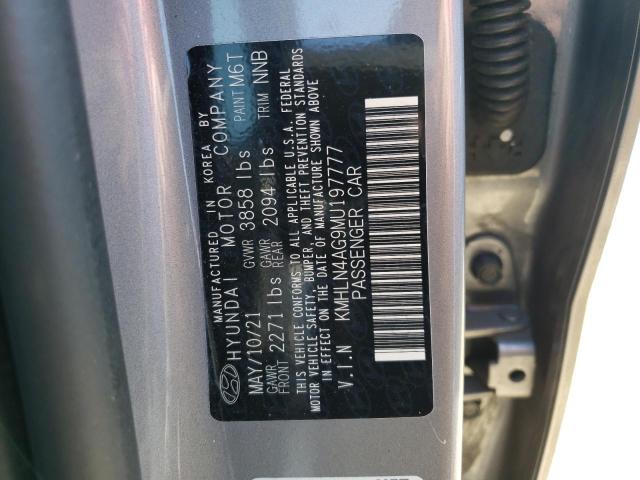 MANUFACTURED IN KOREA BY
HYUNDAI MOTOR COMPANY
MAY/10/21 GVWR 3858 lbs PAINT M6T
GAWR FRONT 2271 lbs GAWR REAR 2094 lbs TRIM NNB
THIS VEHICLE CONFORMS TO ALL APPLICABLE U.S.A. FEDERAL
MOTOR VEHICLE SAFETY, BUMPER, AND THEFT PREVENTION STANDARDS
IN EFFECT ON THE DATE OF MANUFACTURE SHOWN ABOVE
V.I.N KMHLN4AG9MU197777
PASSENGER CAR